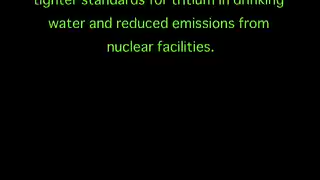 tighter standards for tritium in drinking
water and reduced emissions from
nuclear facilities.